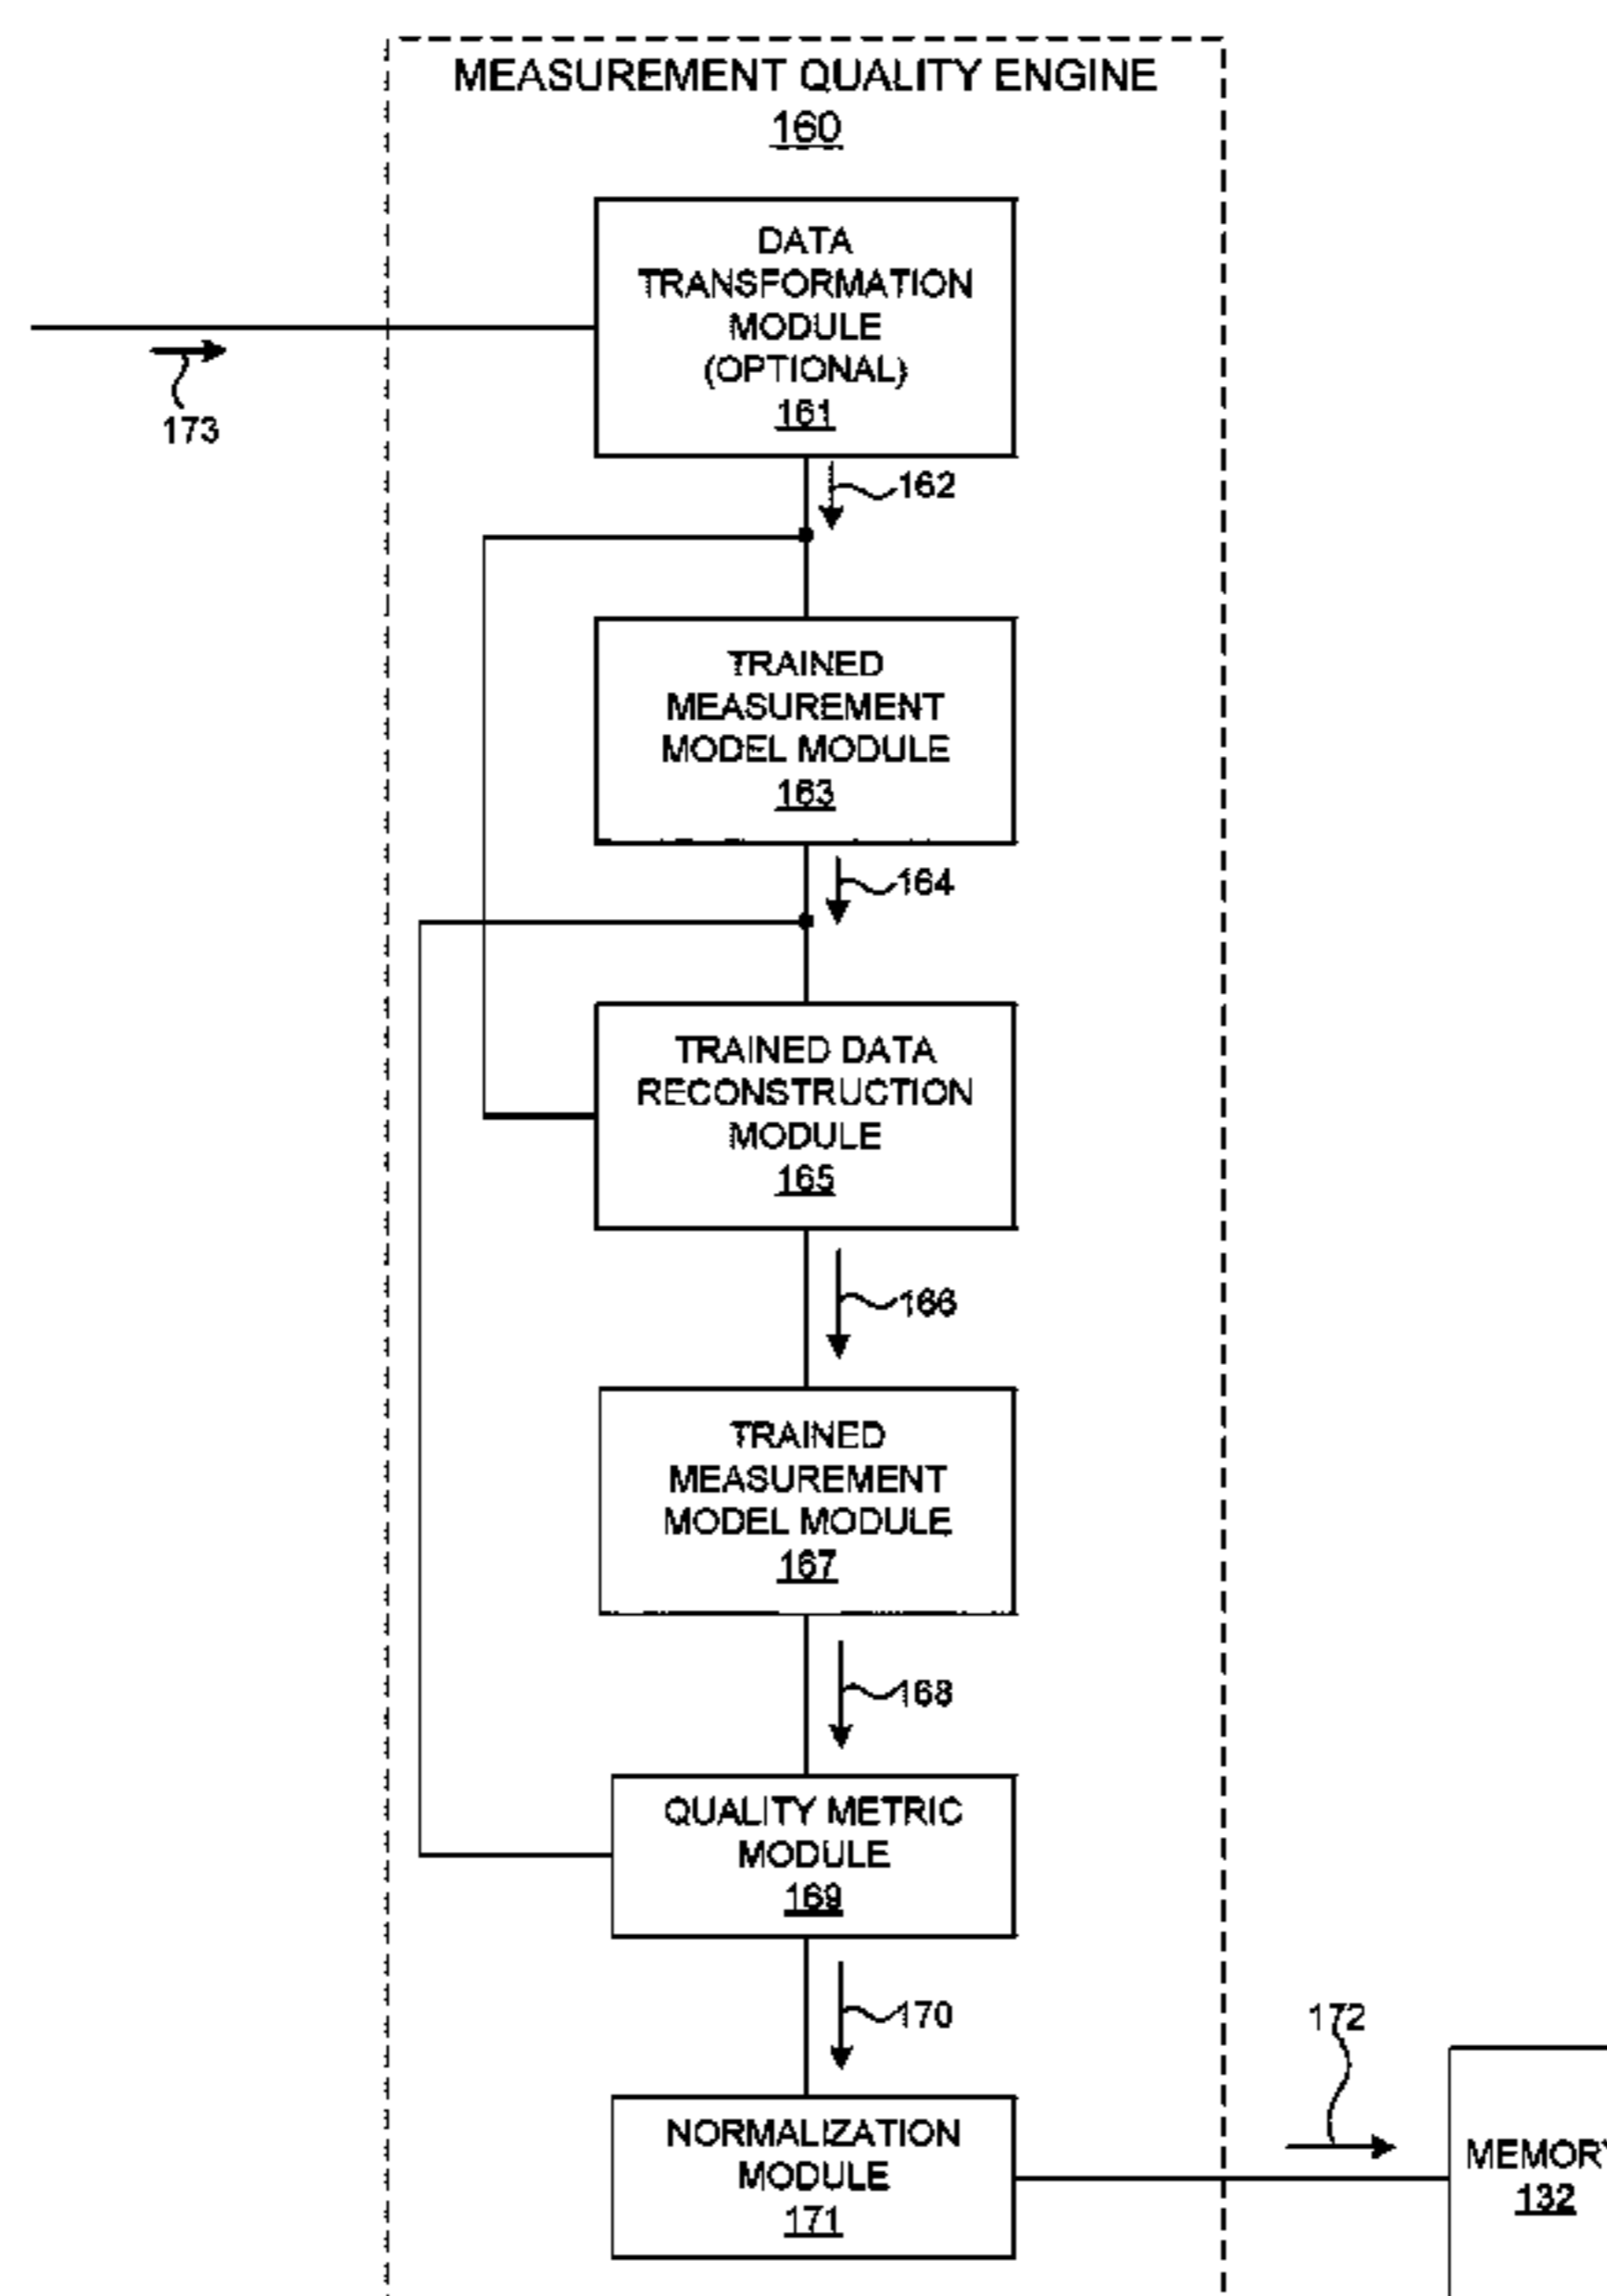 MEASUREMENT QUALITY ENGINE
160
DATA
TRANSFORMATION
MODULE
(OPTIONAL)
161
173
162
TRAINED
MEASUREMENT
MODEL MODULE
163
164
TRAINED DATA
RECONSTRUCTION
MODULE
165
166
TRAINED
MEASUREMENT
MODEL MODULE
167
168
QUALITY METRIC
MODULE
169
170
172
NORMALIZATION
MODULE
171
MEMORY
132